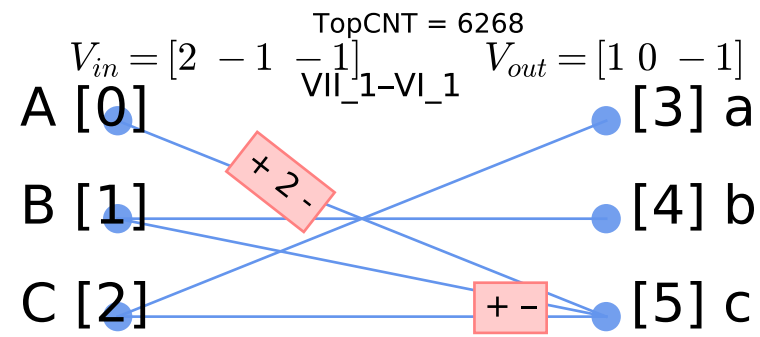 TopCNT = 6268
V_in = [2 −1 −1] V_out = [1 0 −1]
VII_1–VI_1
A [0] [3] a
+ 2 -
B [1] [4] b
C [2] + – [5] c